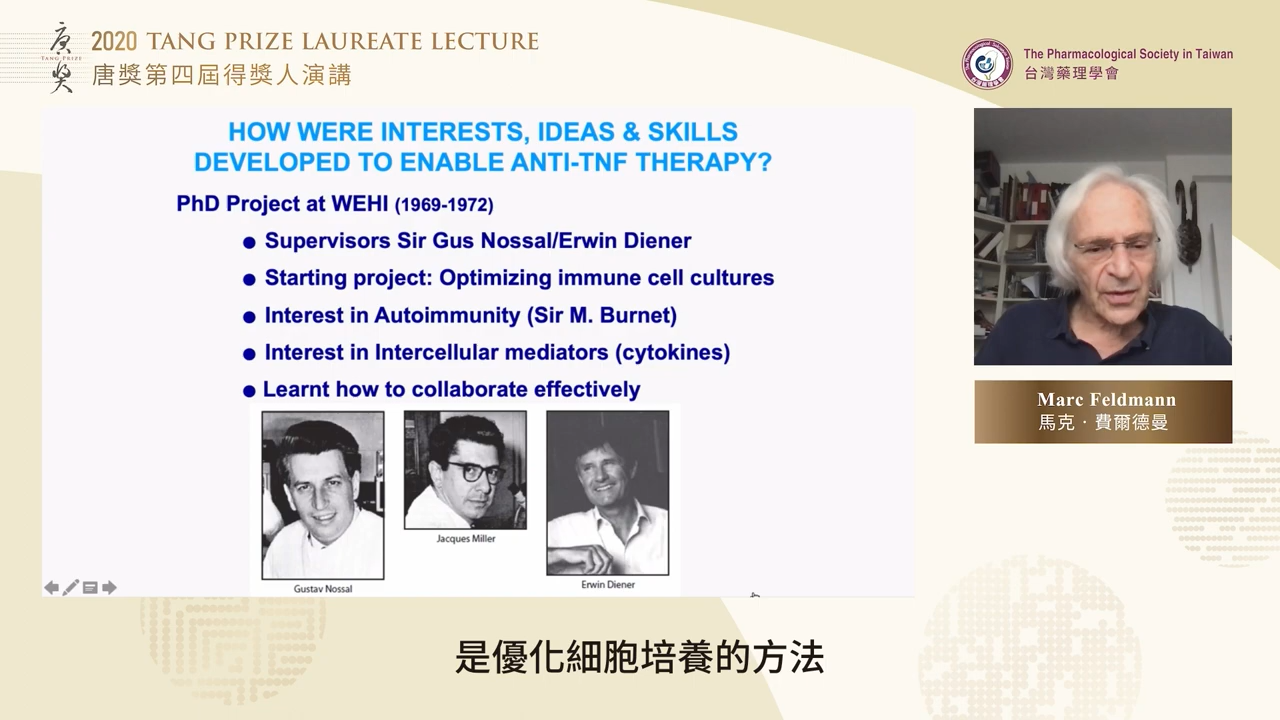 唐獎
TANG PRIZE
2020 TANG PRIZE LAUREATE LECTURE
唐獎第四屆得獎人演講
The Pharmacological Society in Taiwan
台灣藥理學會
HOW WERE INTERESTS, IDEAS & SKILLS
DEVELOPED TO ENABLE ANTI-TNF THERAPY?
PhD Project at WEHI (1969-1972)
● Supervisors Sir Gus Nossal/Erwin Diener
● Starting project: Optimizing immune cell cultures
● Interest in Autoimmunity (Sir M. Burnet)
● Interest in Intercellular mediators (cytokines)
● Learnt how to collaborate effectively
Gustav Nossal
Jacques Miller
Erwin Diener
Marc Feldmann
馬克・費爾德曼
是優化細胞培養的方法